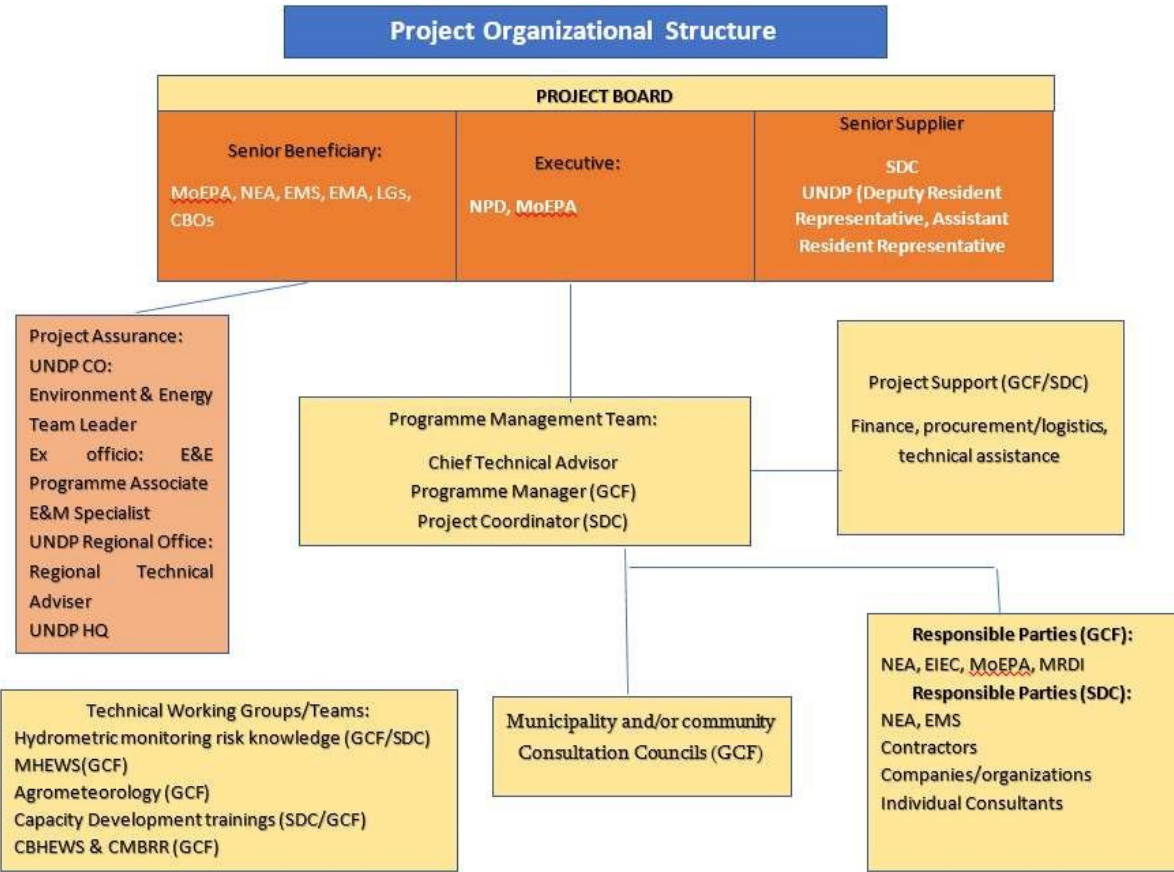 Project Organizational Structure
PROJECT BOARD
Senior Beneficiary:
MoEPA, NEA, EMS, EMA, LGs,
CBOs
Executive:
NPD, MoEPA
Senior Supplier
SDC
UNDP (Deputy Resident
Representative, Assistant
Resident Representative
Project Assurance:
UNDP CO:
Environment & Energy
Team Leader
Ex officio: E&E
Programme Associate
E&M Specialist
UNDP Regional Office:
Regional Technical
Adviser
UNDP HQ
Programme Management Team:
Chief Technical Advisor
Programme Manager (GCF)
Project Coordinator (SDC)
Project Support (GCF/SDC)
Finance, procurement/logistics,
technical assistance
Technical Working Groups/Teams:
Hydrometric monitoring risk knowledge (GCF/SDC)
MHEWS(GCF)
Agrometeorology (GCF)
Capacity Development trainings (SDC/GCF)
CBHEWS & CMBRR (GCF)
Municipality and/or community
Consultation Councils (GCF)
Responsible Parties (GCF):
NEA, EIEC, MoEPA, MRDI
Responsible Parties (SDC):
NEA, EMS
Contractors
Companies/organizations
Individual Consultants